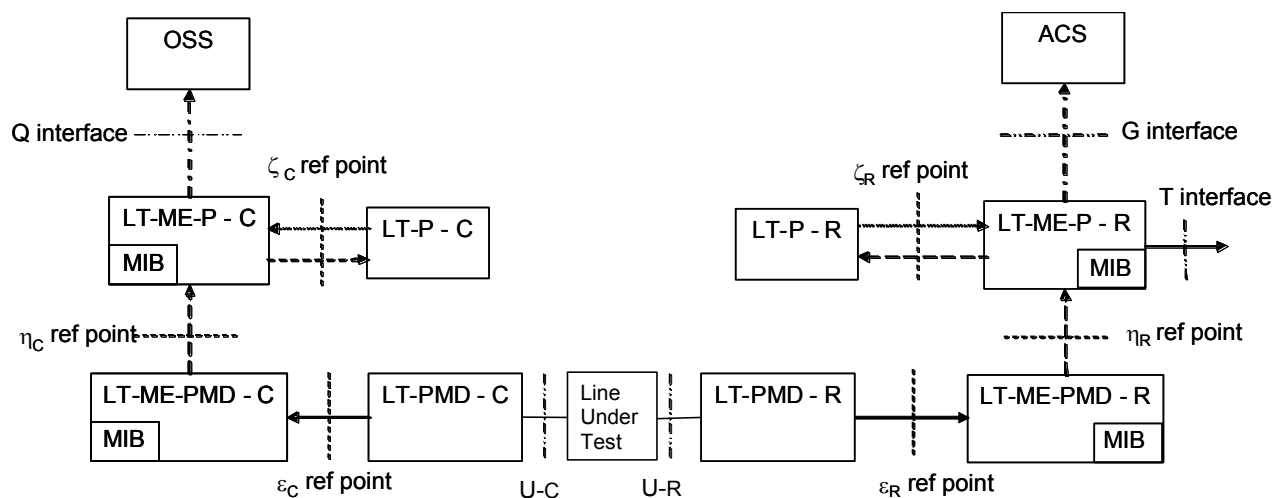 OSS
ACS
Q interface
G interface
ζC ref point
ζR ref point
T interface
LT-ME-P - C
MIB
LT-P - C
LT-P - R
LT-ME-P - R
MIB
ηC ref point
ηR ref point
LT-ME-PMD - C
MIB
LT-PMD - C
Line
Under
Test
LT-PMD - R
LT-ME-PMD - R
MIB
εC ref point
U-C
U-R
εR ref point